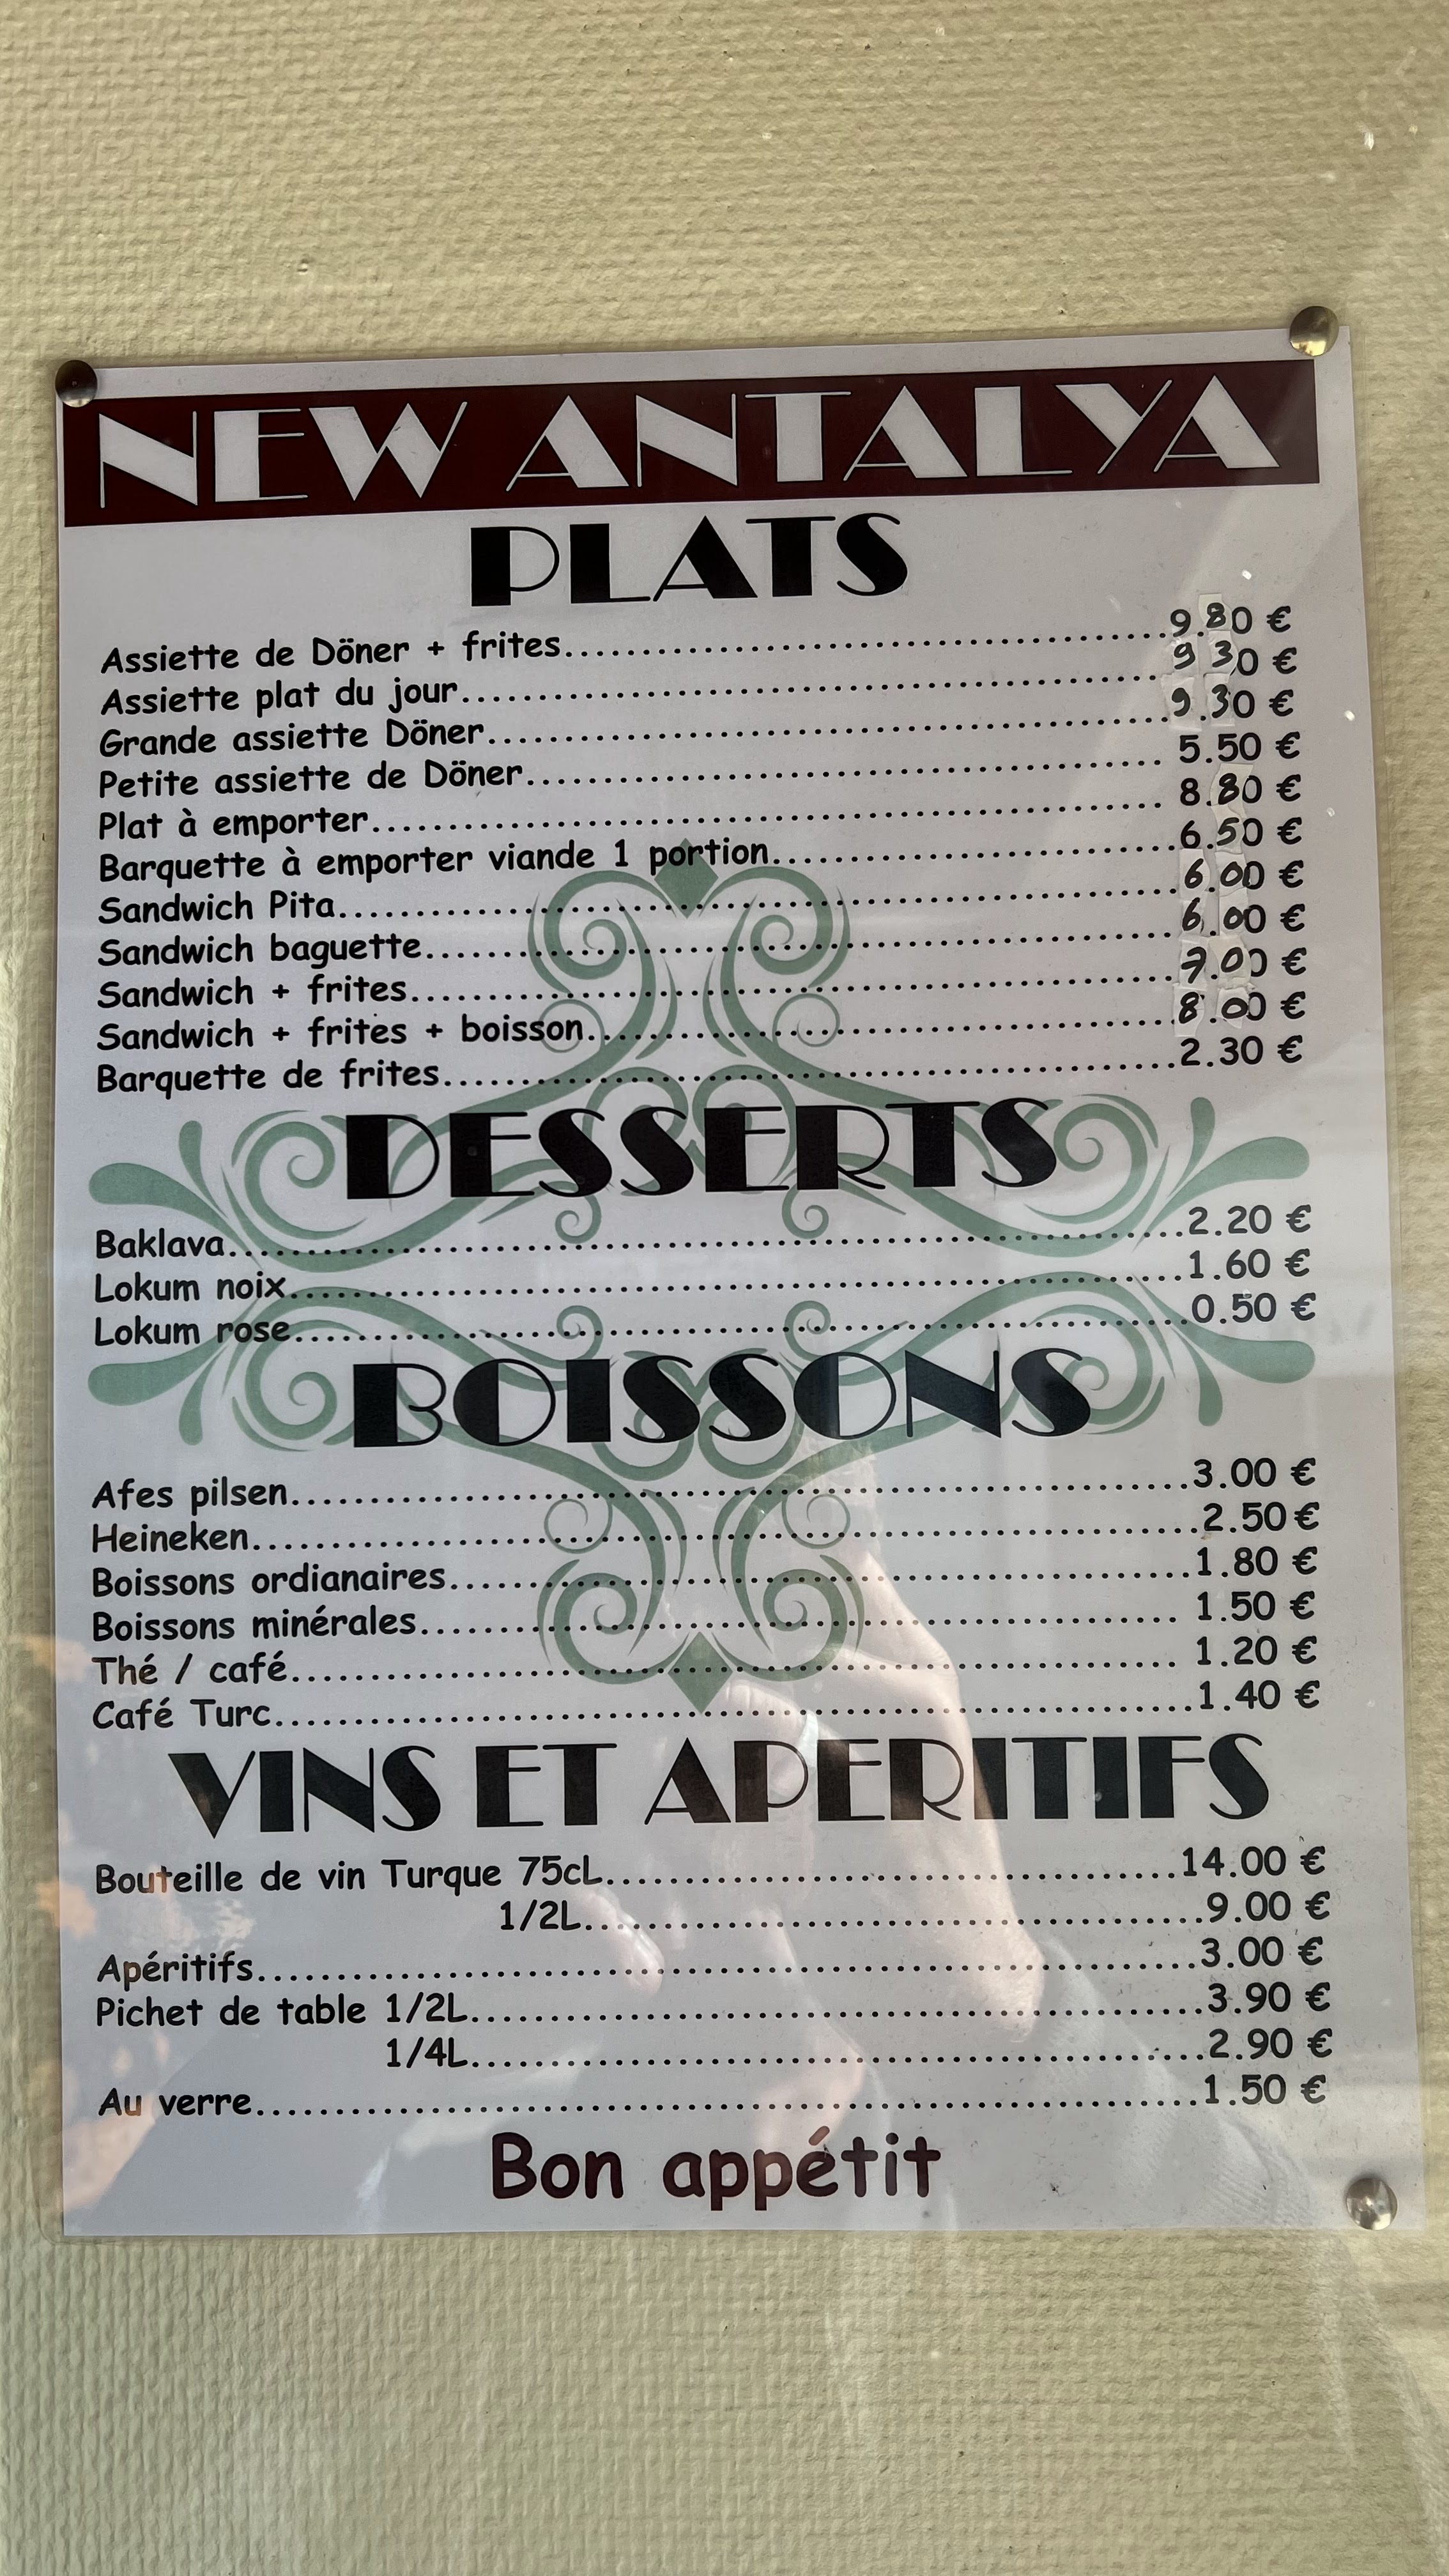 NEW ANTALYA
PLATS
Assiette de Döner + frites.......................................................9.80 €
Assiette plat du jour.................................................................9 30 €
Grande assiette Döner..............................................................9.30 €
Petite assiette de Döner........................................................... 5.50 €
Plat à emporter......................................................................... 8.80 €
Barquette à emporter viande 1 portion.....................................6.50 €
Sandwich Pita............................................................................6.00 €
Sandwich baguette.....................................................................6.00 €
Sandwich + frites.......................................................................7.00 €
Sandwich + frites + boisson......................................................8.00 €
Barquette de frites....................................................................2.30 €
DESSERTS
Baklava......................................................................................2.20 €
Lokum noix.................................................................................1.60 €
Lokum rose.................................................................................0.50 €
BOISSONS
Afes pilsen.................................................................................3.00 €
Heineken.....................................................................................2.50 €
Boissons ordianaires..................................................................1.80 €
Boissons minérales.................................................................... 1.50 €
Thé / café................................................................................. 1.20 €
Café Turc...................................................................................1.40 €
VINS ET APERITIFS
Bouteille de vin Turque 75cL....................................................14.00 €
1/2L......................................................9.00 €
Apéritifs....................................................................................3.00 €
Pichet de table 1/2L..................................................................3.90 €
1/4L..................................................................2.90 €
Au verre....................................................................................1.50 €
Bon appétit